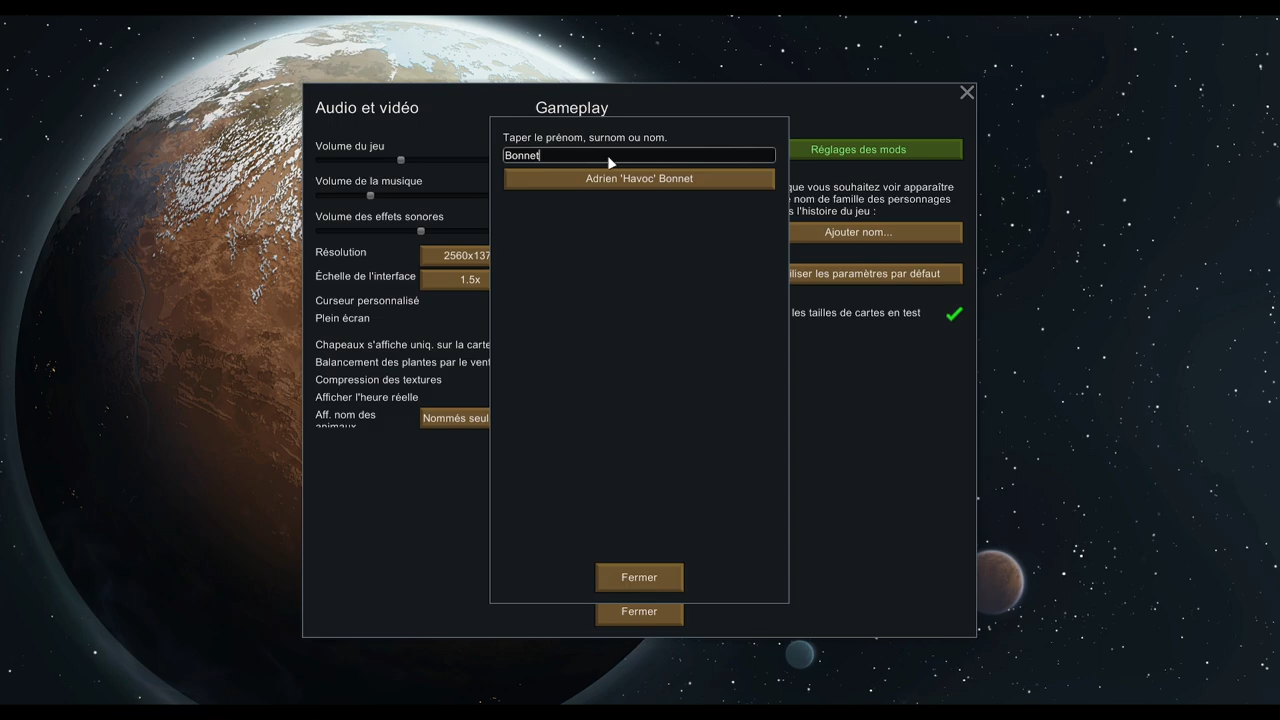 Audio et vidéo
Gameplay
Volume du jeu
Volume de la musique
Volume des effets sonores
Résolution
2560x137
Échelle de l'interface
1.5x
Curseur personnalisé
Plein écran
Chapeaux s'affiche uniq. sur la carte
Balancement des plantes par le vent
Compression des textures
Afficher l'heure réelle
Aff. nom des
animaux
Nommés seul
Taper le prénom, surnom ou nom.
Bonnet
Adrien 'Havoc' Bonnet
Fermer
Fermer
Réglages des mods
que vous souhaitez voir apparaître
nom de famille des personnages
s l'histoire du jeu :
Ajouter nom...
iliser les paramètres par défaut
les tailles de cartes en test